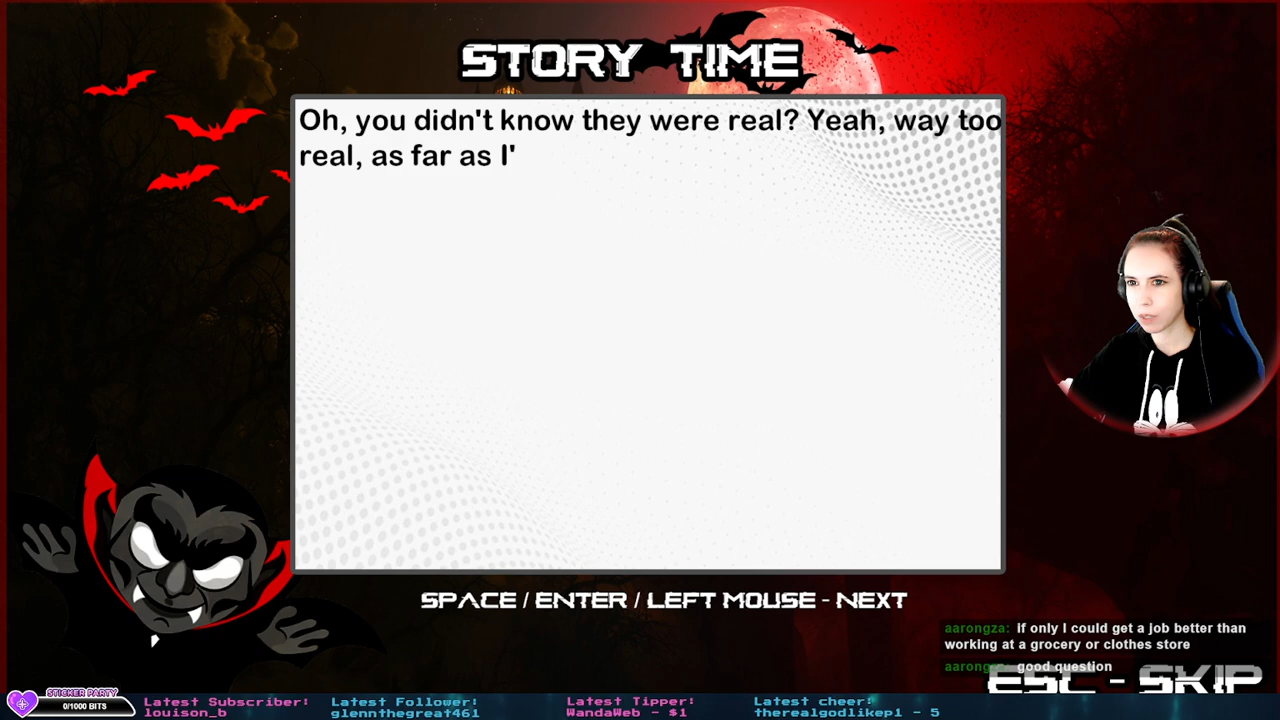 STORY TIME
Oh, you didn't know they were real? Yeah, way too
real, as far as I'
SPACE / ENTER / LEFT MOUSE - NEXT
aarongza: if only I could get a job better than
working at a grocery or clothes store
good question
ESC - SKIP
STICKER PARTY
0/1000 BITS
Latest Subscriber:
louison_b
Latest Follower:
glennthegreat461
Latest Tipper:
WandaWeb - $1
Latest cheer:
therealgodlikep1 - 5